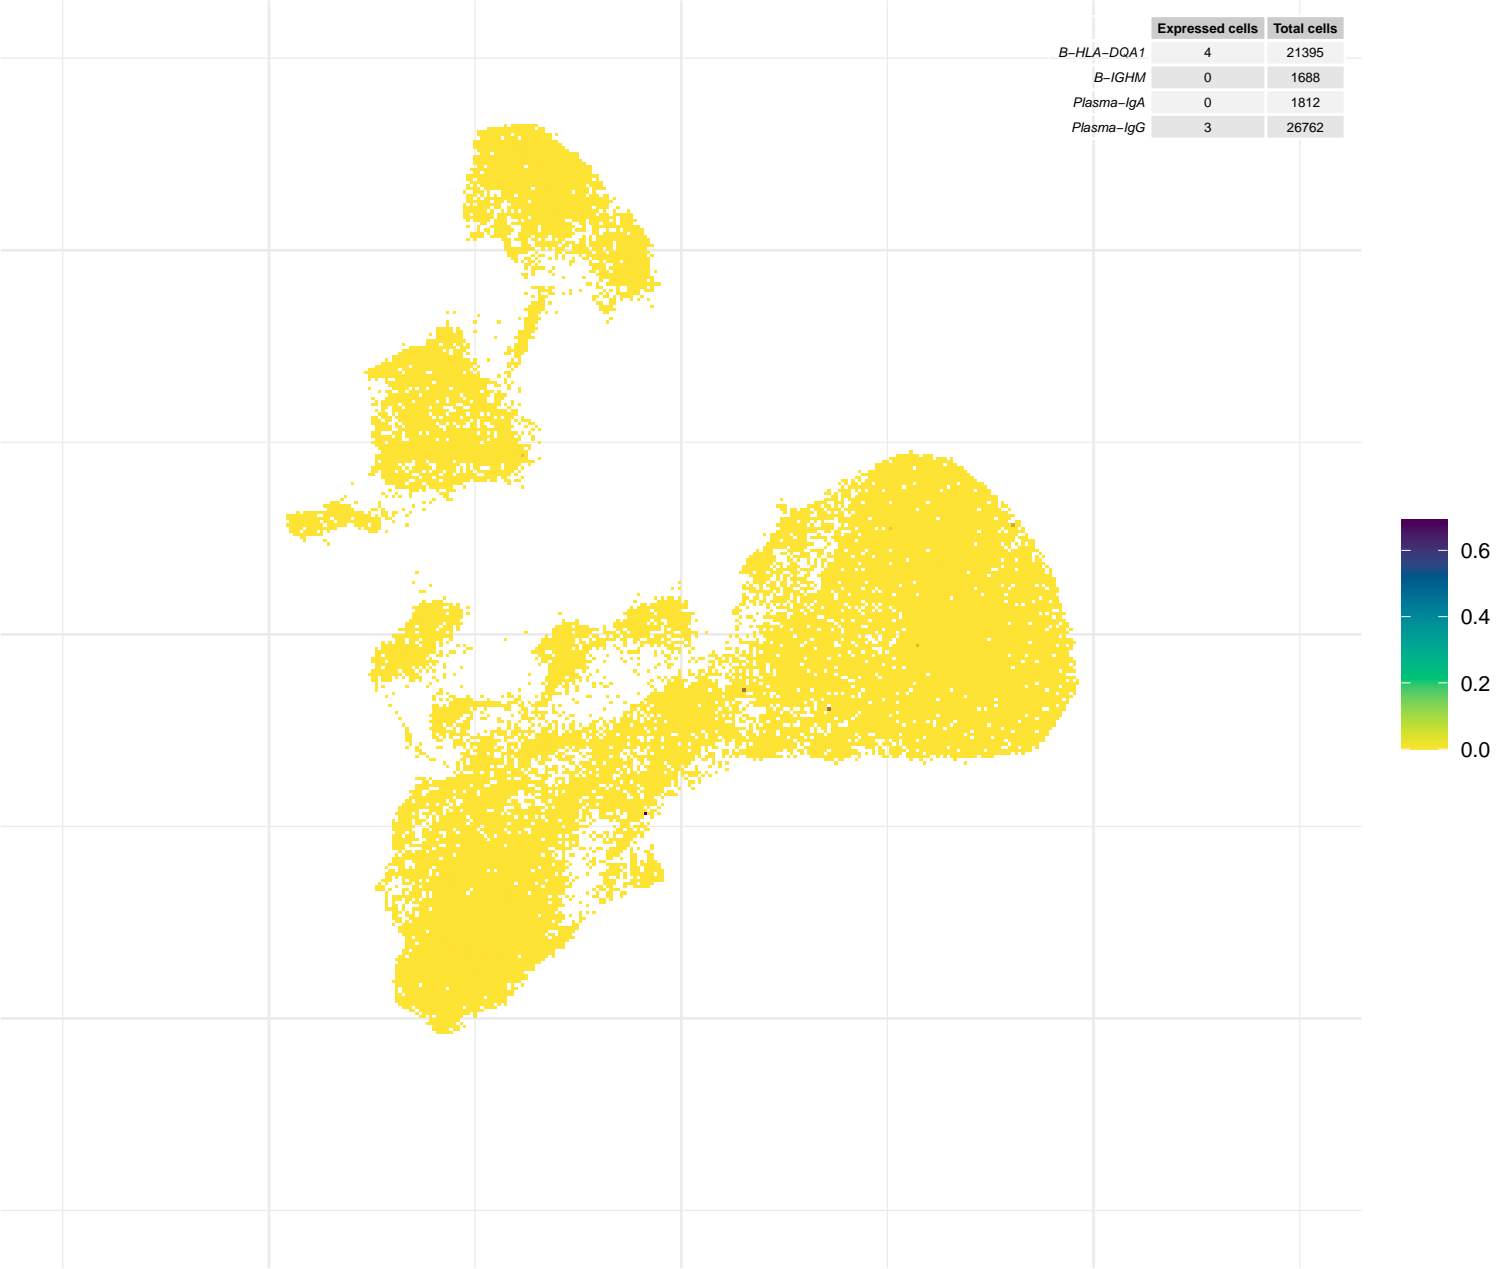 Expressed cells Total cells
B−HLA−DQA1 4 21395
B−IGHM 0 1688
Plasma−IgA 0 1812
Plasma−IgG 3 26762
0.6
0.4
0.2
0.0